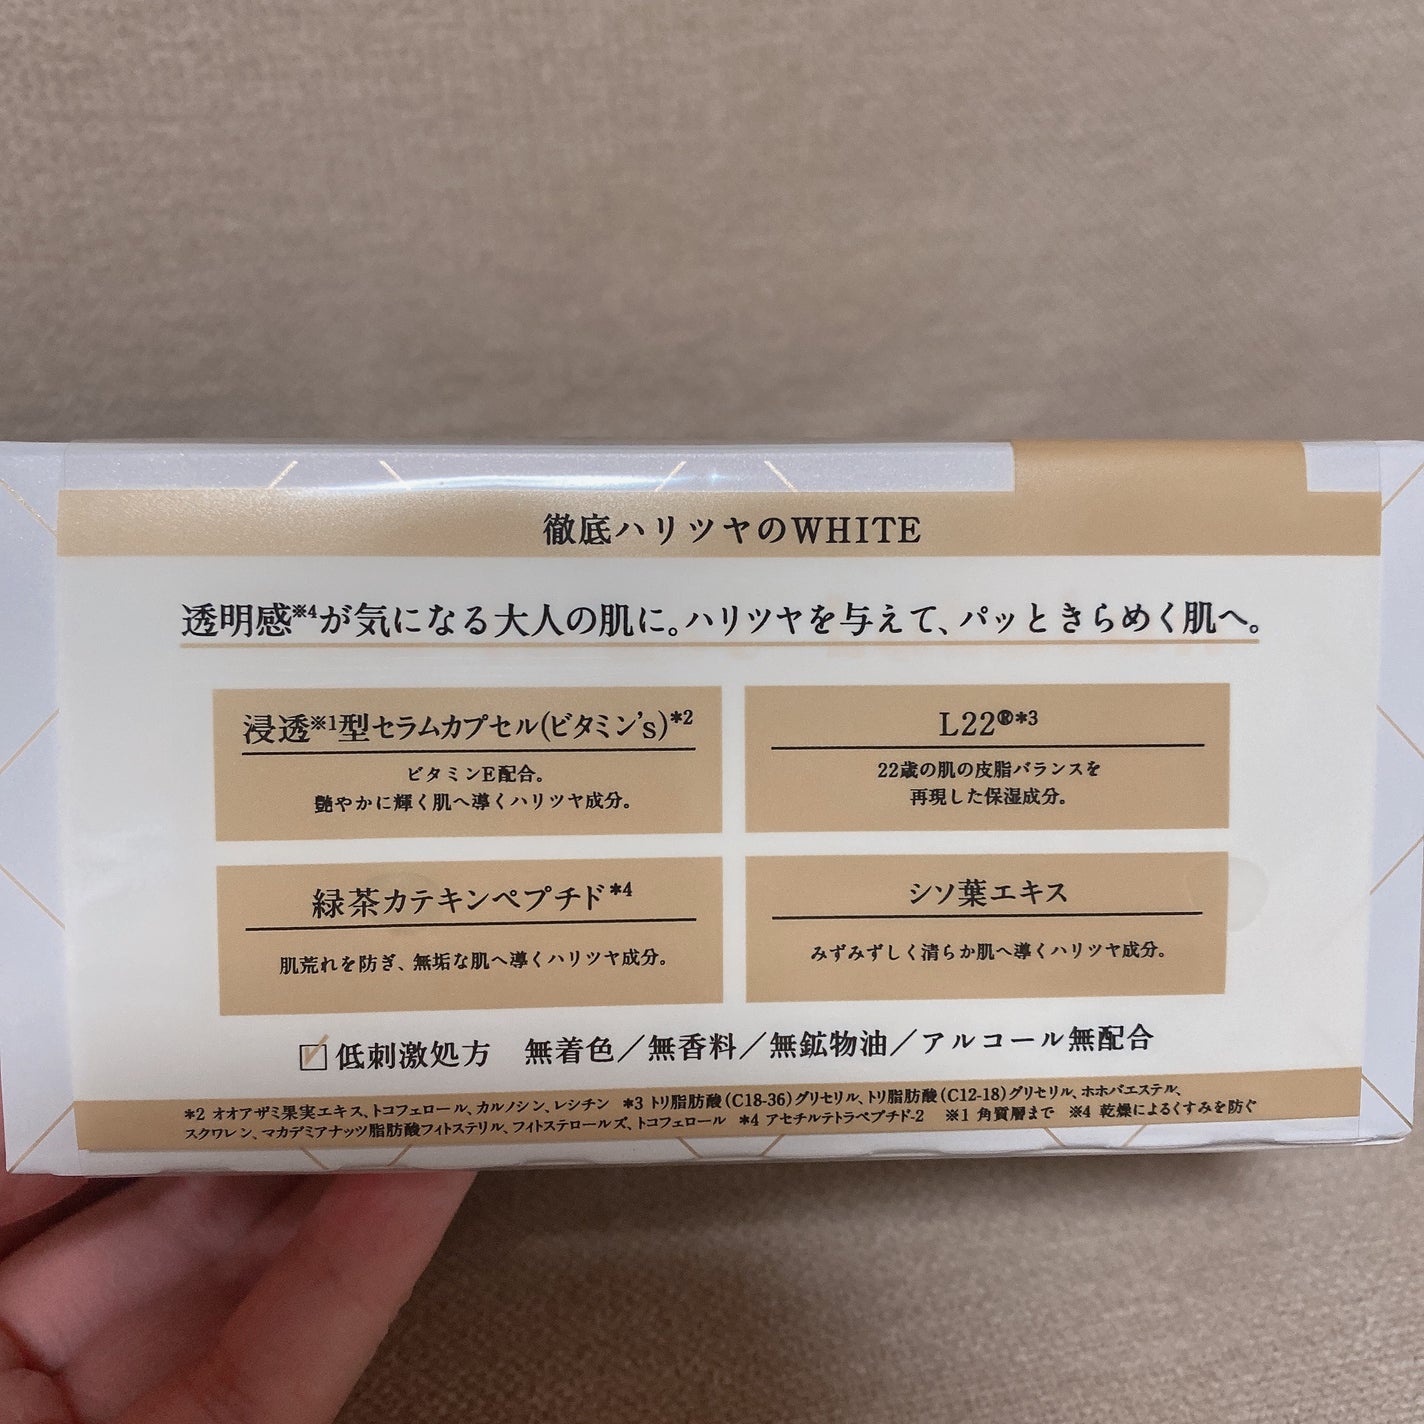 徹底ハリツヤのWHITE
透明感※4が気になる大人の肌に。ハリツヤを与えて、パッときらめく肌へ。
浸透※1型セラムカプセル(ビタミン's)*2
ビタミンE配合。
艶やかに輝く肌へ導くハリツヤ成分。
L22®*3
22歳の肌の皮脂バランスを
再現した保湿成分。
緑茶カテキンペプチド*4
肌荒れを防ぎ、無垢な肌へ導くハリツヤ成分。
シソ葉エキス
みずみずしく清らか肌へ導くハリツヤ成分。
低刺激処方 無着色/無香料/無鉱物油/アルコール無配合
*2 オオアザミ果実エキス、トコフェロール、カルノシン、レシチン *3 トリ脂肪酸(C18-36)グリセリル、トリ脂肪酸(C12-18)グリセリル、ホホバエステル、
スクワレン、マカデミアナッツ脂肪酸フィトステリル、フィトステロールズ、トコフェロール *4 アセチルテトラペプチド-2 ※1 角質層まで ※4 乾燥によるくすみを防ぐ